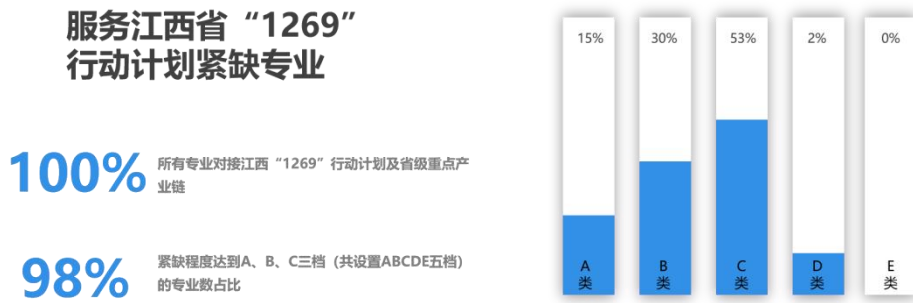 服务江西省“1269”
行动计划紧缺专业
100%
所有专业对接江西“1269”行动计划及省级重点产
业链
98%
紧缺程度达到A、B、C三档（共设置ABCDE五档）
的专业数占比
15%
30%
53%
2%
0%
A
类
B
类
C
类
D
类
E
类